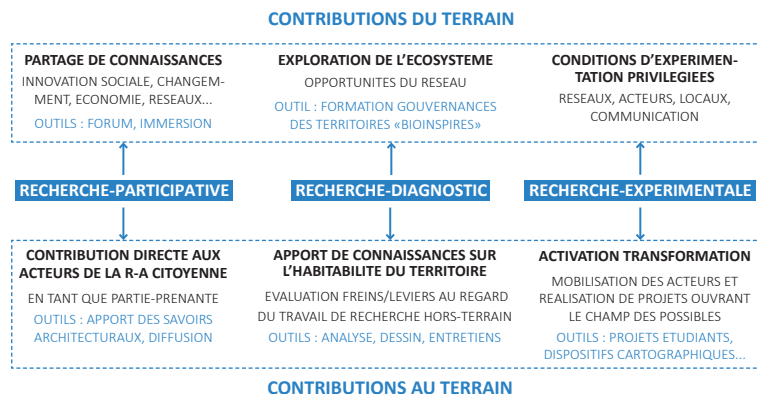 CONTRIBUTIONS DU TERRAIN
PARTAGE DE CONNAISSANCES
INNOVATION SOCIALE, CHANGE-
MENT, ECONOMIE, RESEAUX...
OUTILS : FORUM, IMMERSION
EXPLORATION DE L'ECOSYSTEME
OPPORTUNITES DU RESEAU
OUTIL : FORMATION GOUVERNANCES
DES TERRITOIRES «BIOINSPIRES»
CONDITIONS D'EXPERIMEN-
TATION PRIVILEGIEES
RESEAUX, ACTEURS, LOCAUX,
COMMUNICATION
RECHERCHE-PARTICIPATIVE
RECHERCHE-DIAGNOSTIC
RECHERCHE-EXPERIMENTALE
CONTRIBUTION DIRECTE AUX
ACTEURS DE LA R-A CITOYENNE
EN TANT QUE PARTIE-PRENANTE
OUTILS : APPORT DES SAVOIRS
ARCHITECTURAUX, DIFFUSION
APPORT DE CONNAISSANCES SUR
L'HABITABILITE DU TERRITOIRE
EVALUATION FREINS/LEVIERS AU REGARD
DU TRAVAIL DE RECHERCHE HORS-TERRAIN
OUTILS : ANALYSE, DESSIN, ENTRETIENS
ACTIVATION TRANSFORMATION
MOBILISATION DES ACTEURS ET
REALISATION DE PROJETS OUVRANT
LE CHAMP DES POSSIBLES
OUTILS : PROJETS ETUDIANTS,
DISPOSITIFS CARTOGRAPHIQUES...
CONTRIBUTIONS AU TERRAIN